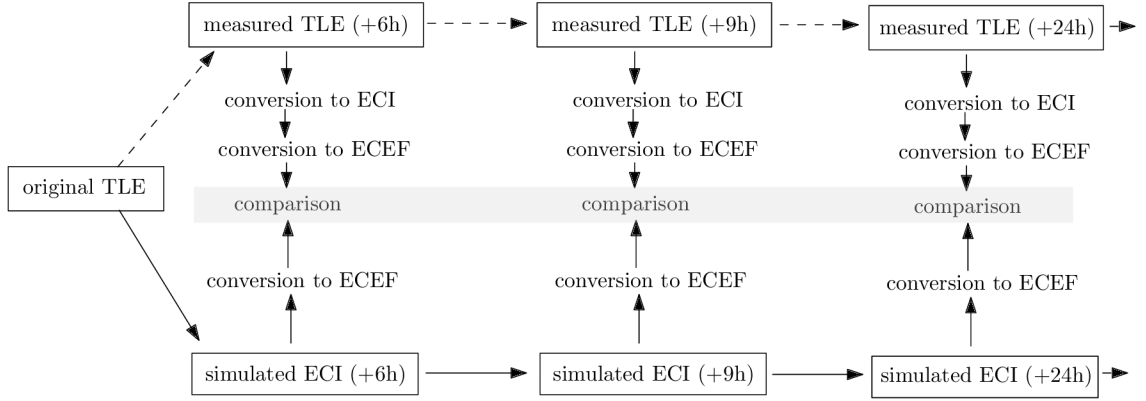 measured TLE (+6h)
measured TLE (+9h)
measured TLE (+24h)
conversion to ECI
conversion to ECI
conversion to ECI
conversion to ECEF
conversion to ECEF
conversion to ECEF
original TLE
comparison
comparison
comparison
conversion to ECEF
conversion to ECEF
conversion to ECEF
simulated ECI (+6h)
simulated ECI (+9h)
simulated ECI (+24h)